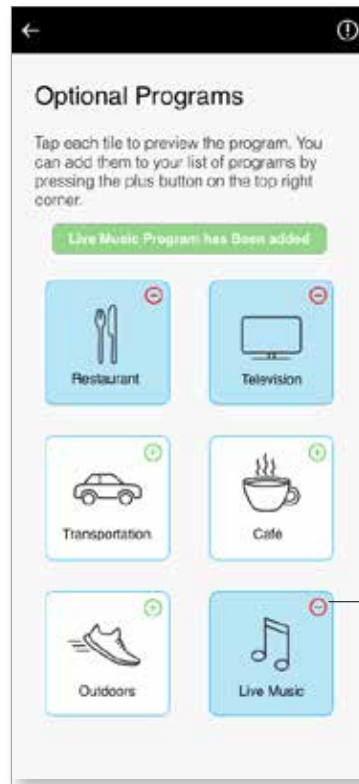 Optional Programs
Tap each tile to preview the program. You
can add them to your list of programs by
pressing the plus button on the top right
corner.
Live Music Program has Been added
Restaurant
Television
Transportation
Café
Outdoors
Live Music